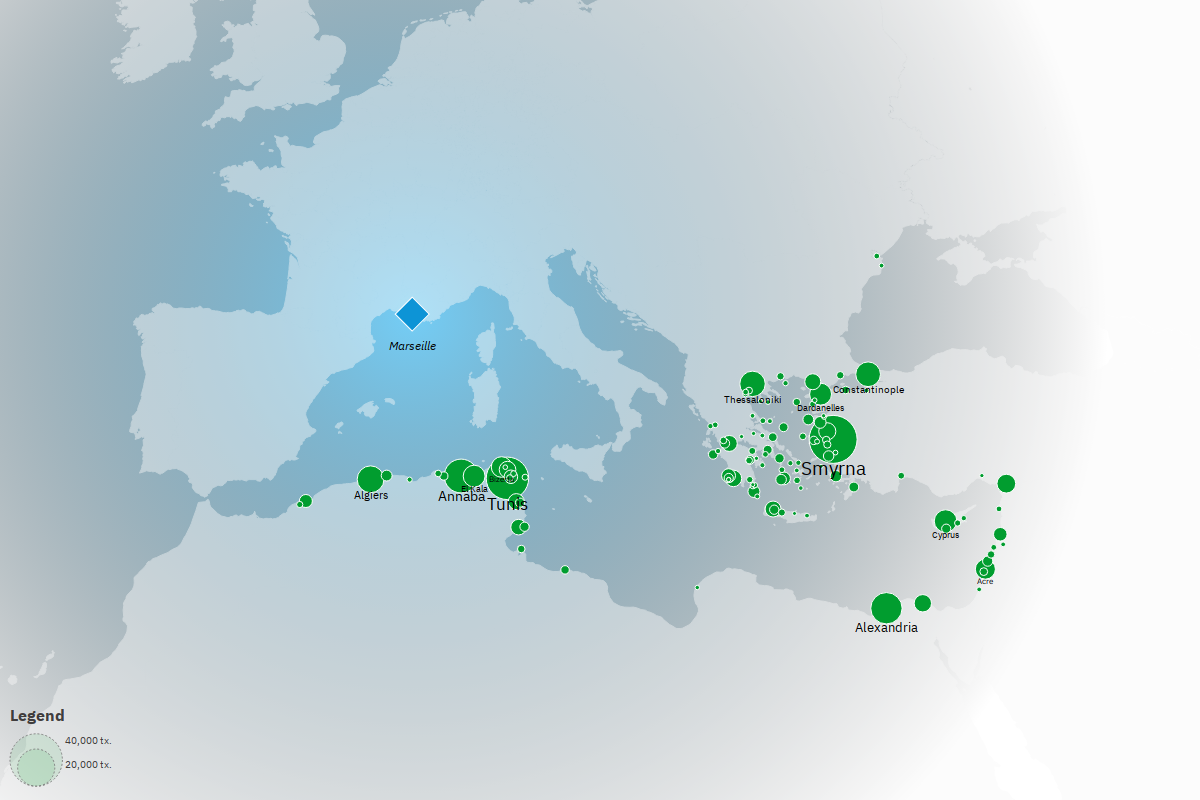 Marseille
Constantinople
Thessaloniki
Dardanelles
Smyrna
Algiers
Annaba
El Kala
Tunis
Cyprus
Acre
Alexandria
Legend
40,000 tx.
20,000 tx.